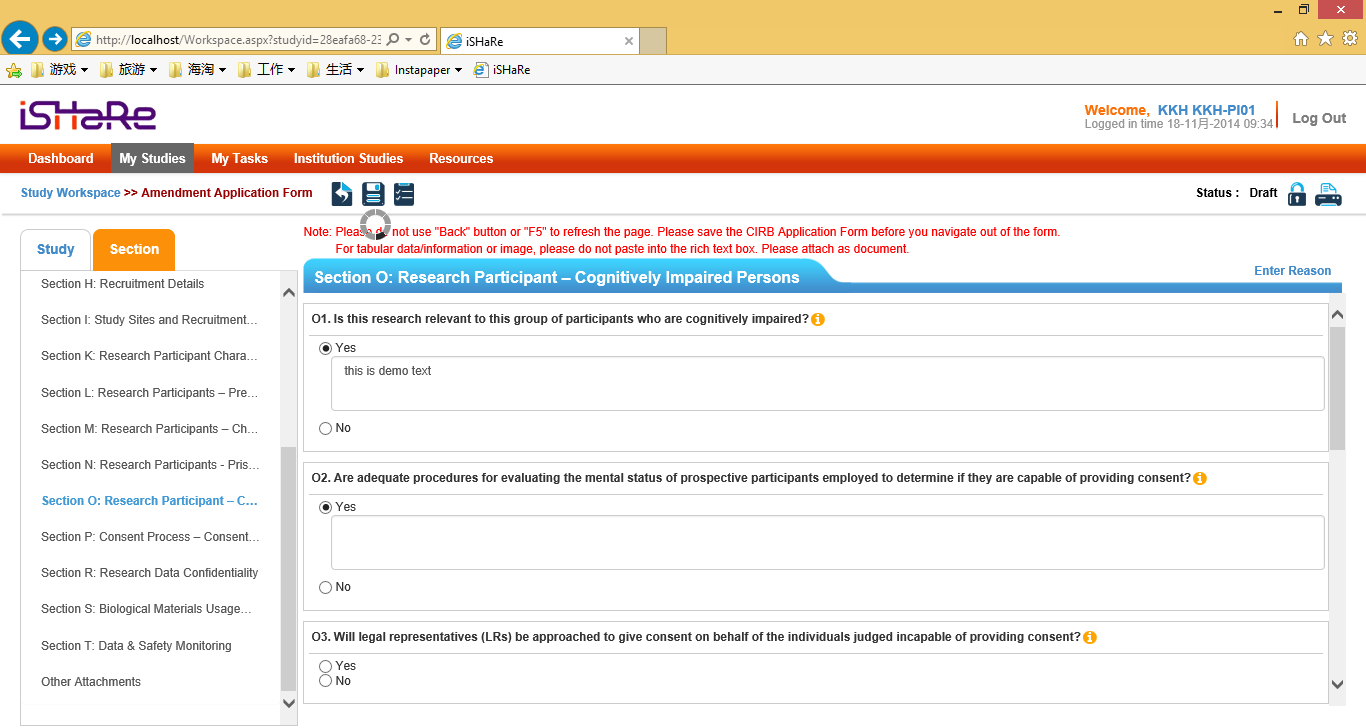 http://localhost/Workspace.aspx?studyid=28eafa68-23
iSHaRe
游戏
旅游
海淘
工作
生活
Instapaper
iSHaRe
iSHaRe
Welcome, KKH KKH-PI01
Logged in time 18-11月-2014 09:34
Log Out
Dashboard
My Studies
My Tasks
Institution Studies
Resources
Study Workspace >> Amendment Application Form
Status : Draft
Study
Section
Note: Please do not use "Back" button or "F5" to refresh the page. Please save the CIRB Application Form before you navigate out of the form.
For tabular data/information or image, please do not paste into the rich text box. Please attach as document.
Section H: Recruitment Details
Section I: Study Sites and Recruitment...
Section K: Research Participant Chara...
Section L: Research Participants – Pre...
Section M: Research Participants – Ch...
Section N: Research Participants - Pris...
Section O: Research Participant – C...
Section P: Consent Process – Consent...
Section R: Research Data Confidentiality
Section S: Biological Materials Usage...
Section T: Data & Safety Monitoring
Other Attachments
Section O: Research Participant – Cognitively Impaired Persons
Enter Reason
O1. Is this research relevant to this group of participants who are cognitively impaired?
Yes
this is demo text
No
O2. Are adequate procedures for evaluating the mental status of prospective participants employed to determine if they are capable of providing consent?
Yes
No
O3. Will legal representatives (LRs) be approached to give consent on behalf of the individuals judged incapable of providing consent?
Yes
No